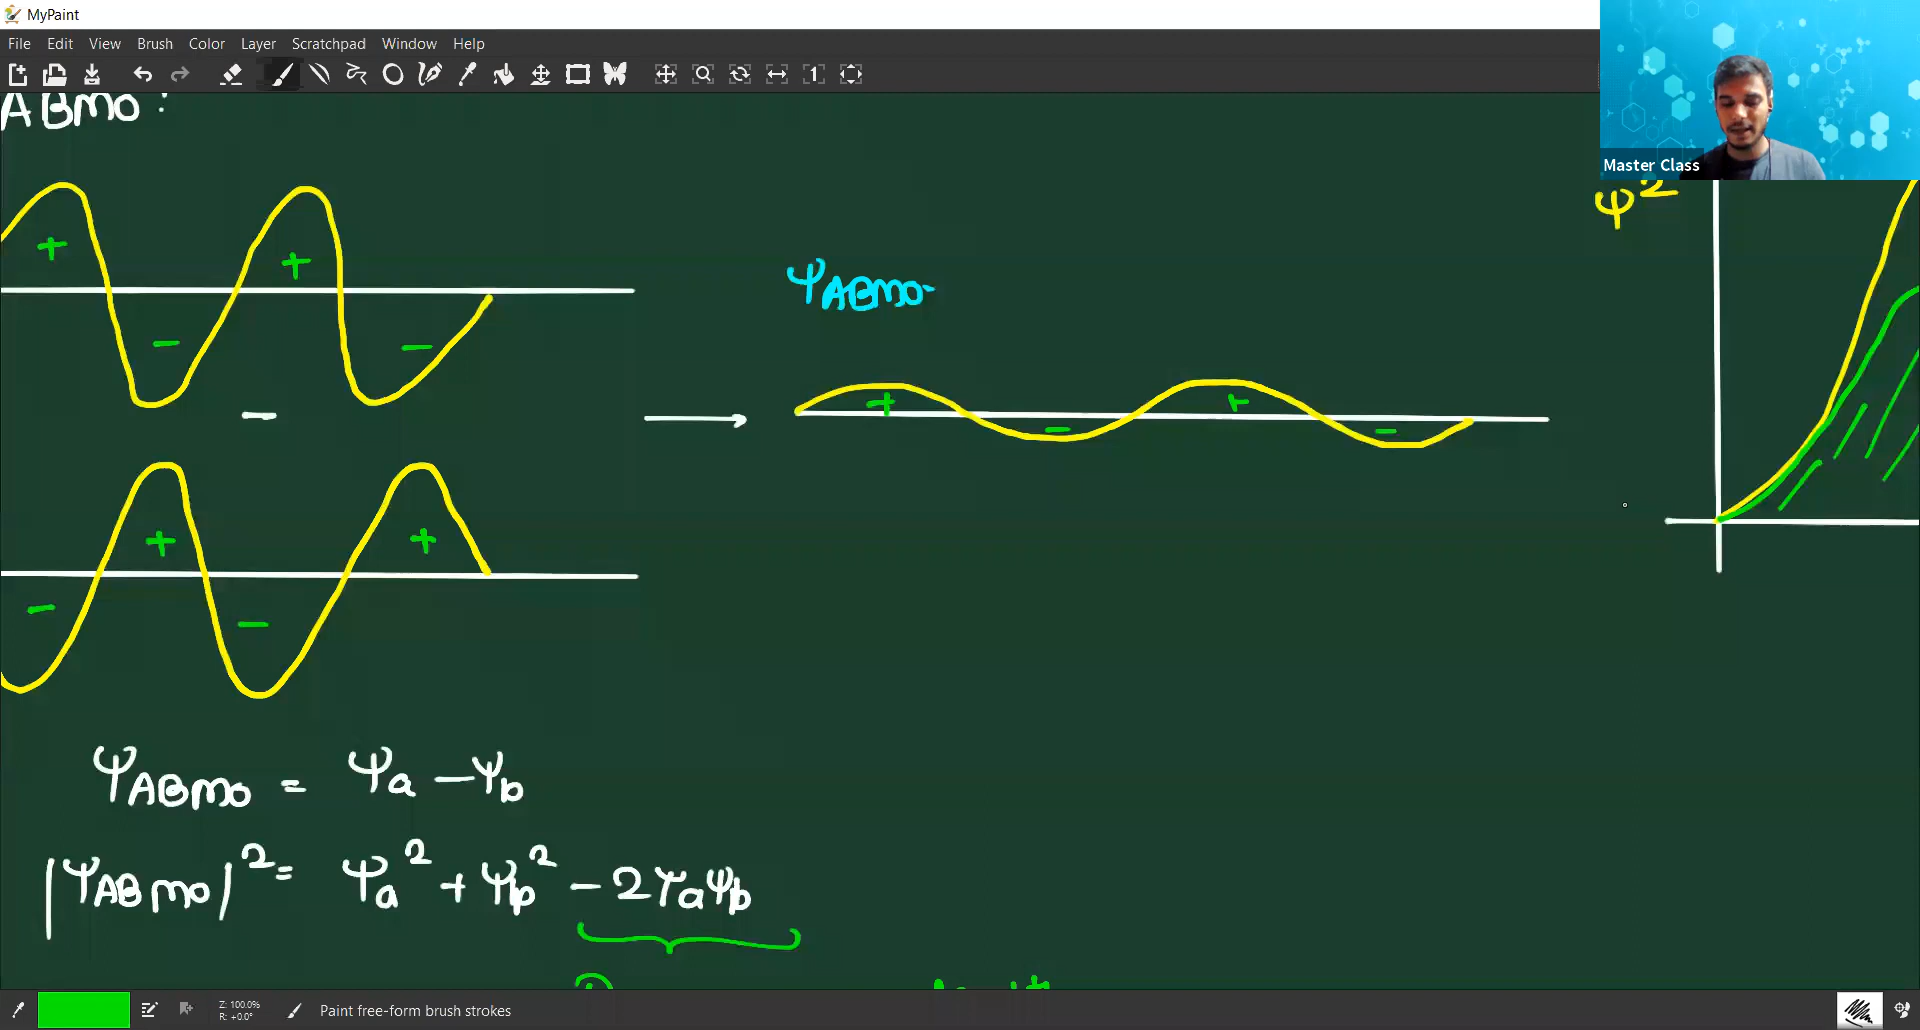 MyPaint
File Edit View Brush Color Layer Scratchpad Window Help
Master Class
ABMO :
+ +
- -
-
+ +
- -
ΨABMO-
+ +
- -
ψ²
ΨABMO = Ψa - Ψb
|ΨABMO|² = Ψa² + Ψb² - 2ΨaΨb
Z: 100.0%
R: +0.0°
Paint free-form brush strokes